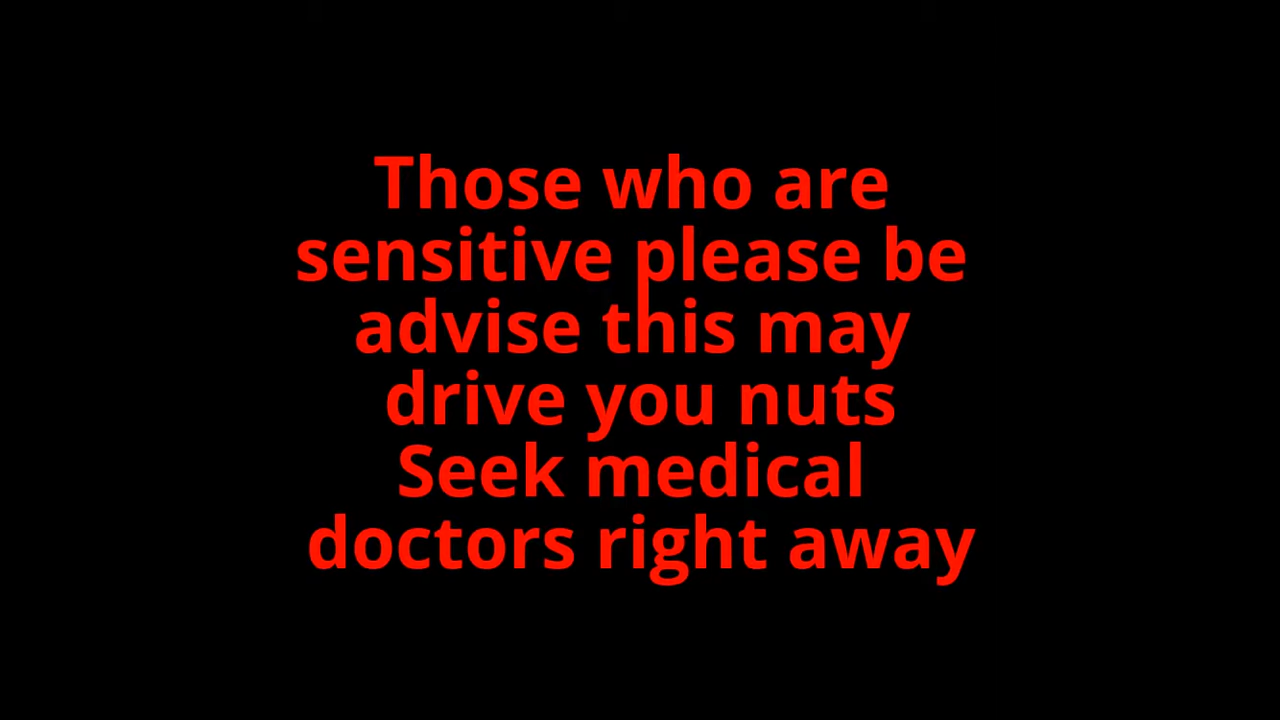 Those who are
sensitive please be
advise this may
drive you nuts
Seek medical
doctors right away